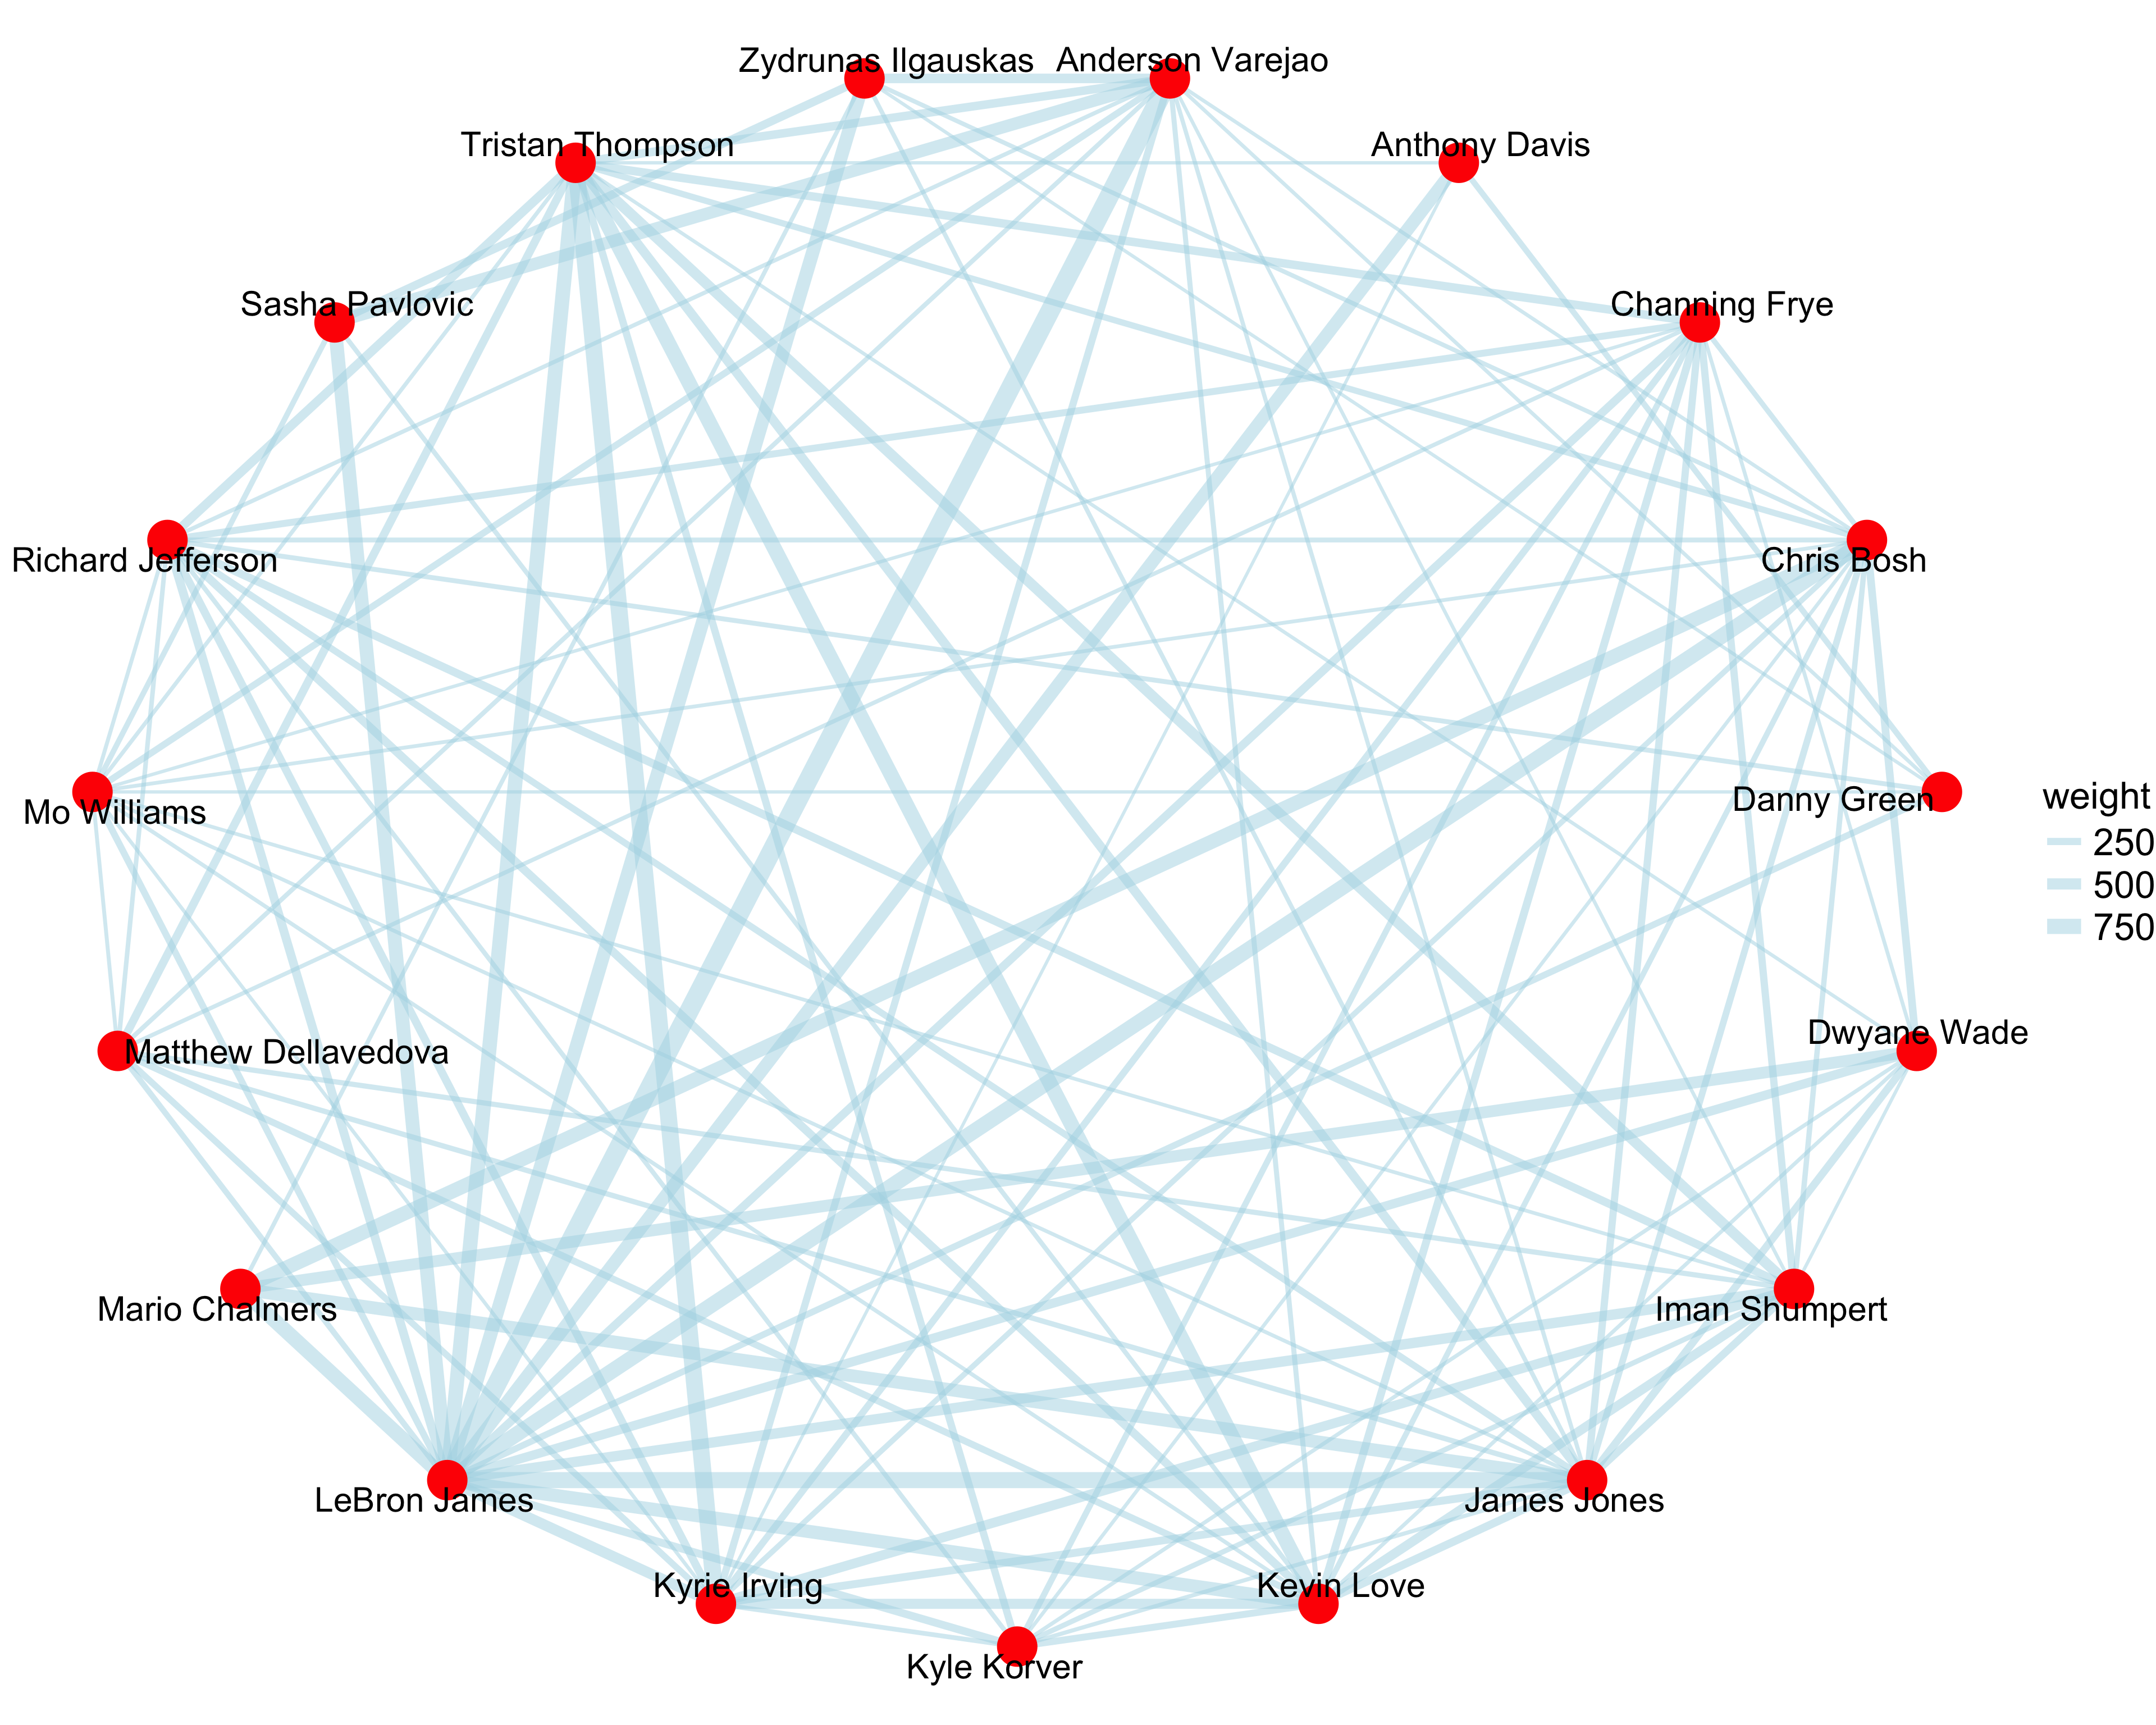 Zydrunas Ilgauskas
Anderson Varejao
Tristan Thompson
Anthony Davis
Sasha Pavlovic
Channing Frye
Richard Jefferson
Chris Bosh
Mo Williams
Danny Green
weight
250
500
750
Matthew Dellavedova
Dwyane Wade
Mario Chalmers
Iman Shumpert
LeBron James
James Jones
Kyrie Irving
Kevin Love
Kyle Korver